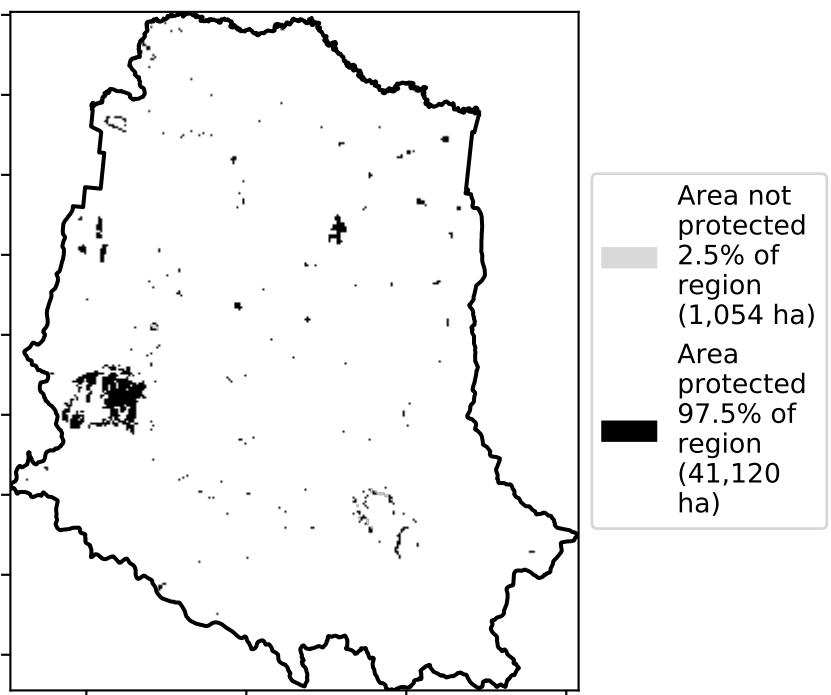 Area not
protected
2.5% of
region
(1,054 ha)
Area
protected
97.5% of
region
(41,120
ha)